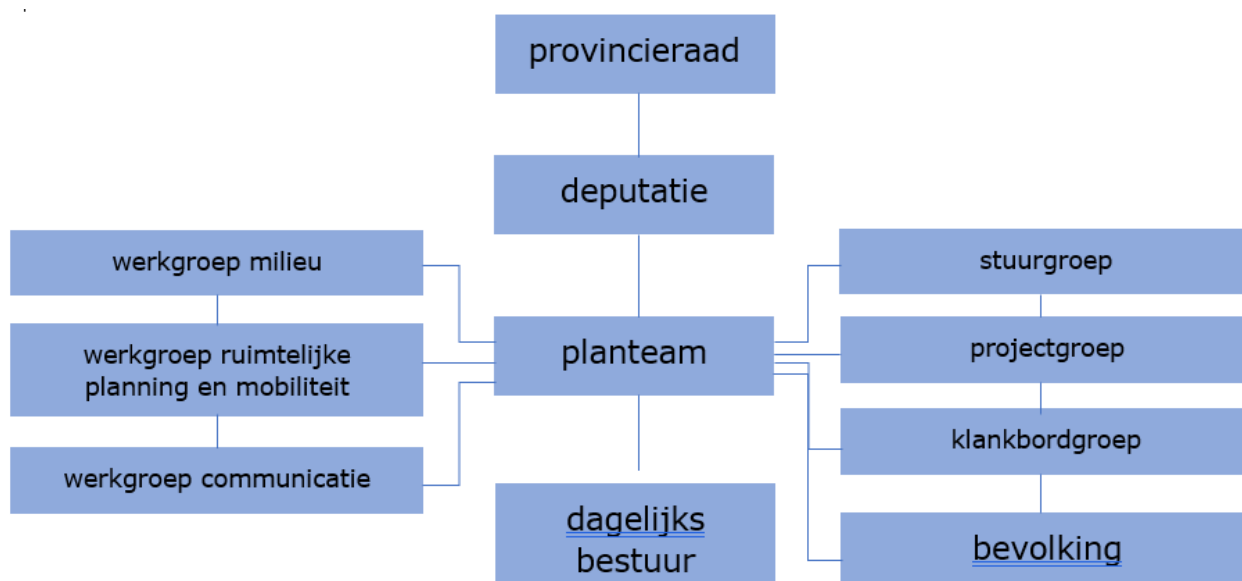 provincieraad
deputatie
werkgroep milieu
stuurgroep
werkgroep ruimtelijke
planning en mobiliteit
planteam
projectgroep
klankbordgroep
werkgroep communicatie
dagelijks
bestuur
bevolking